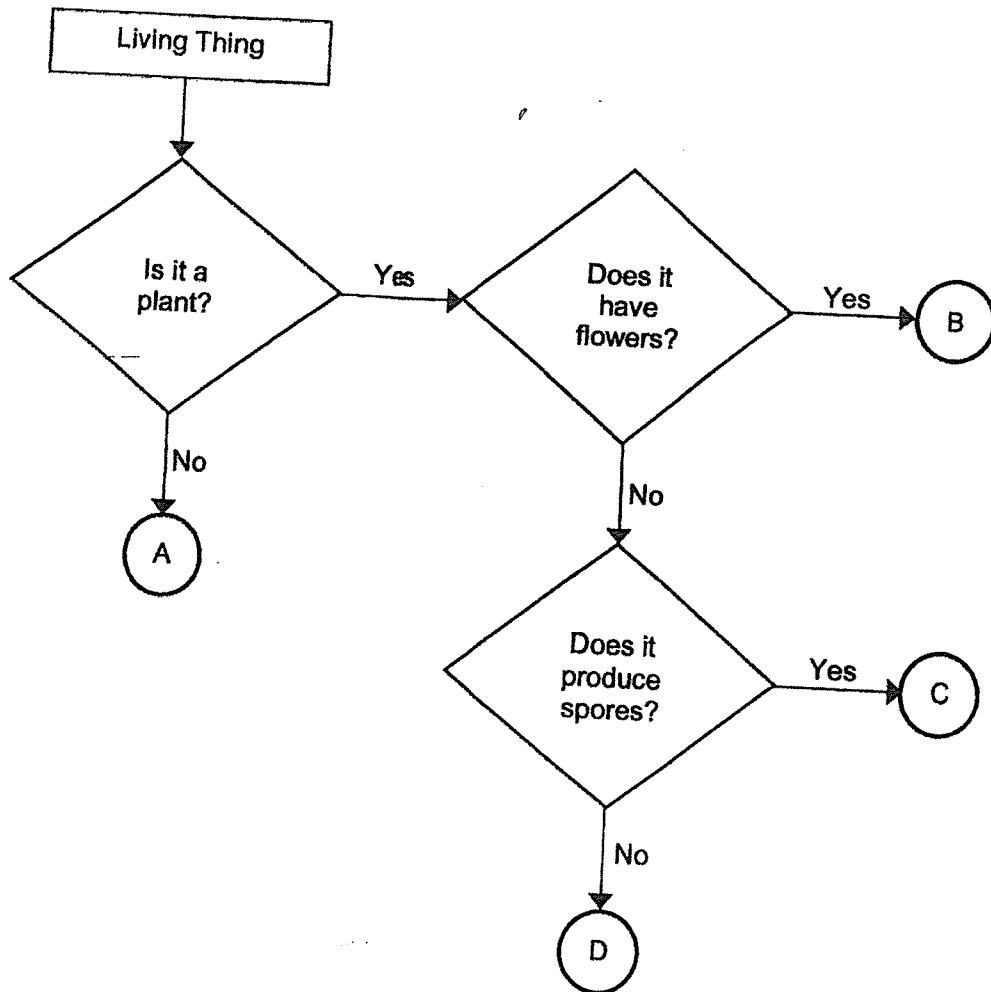 Living Thing
Is it a
plant?
Yes
Does it
have
flowers?
Yes
B
No
A
No
Does it
produce
spores?
Yes
C
No
D